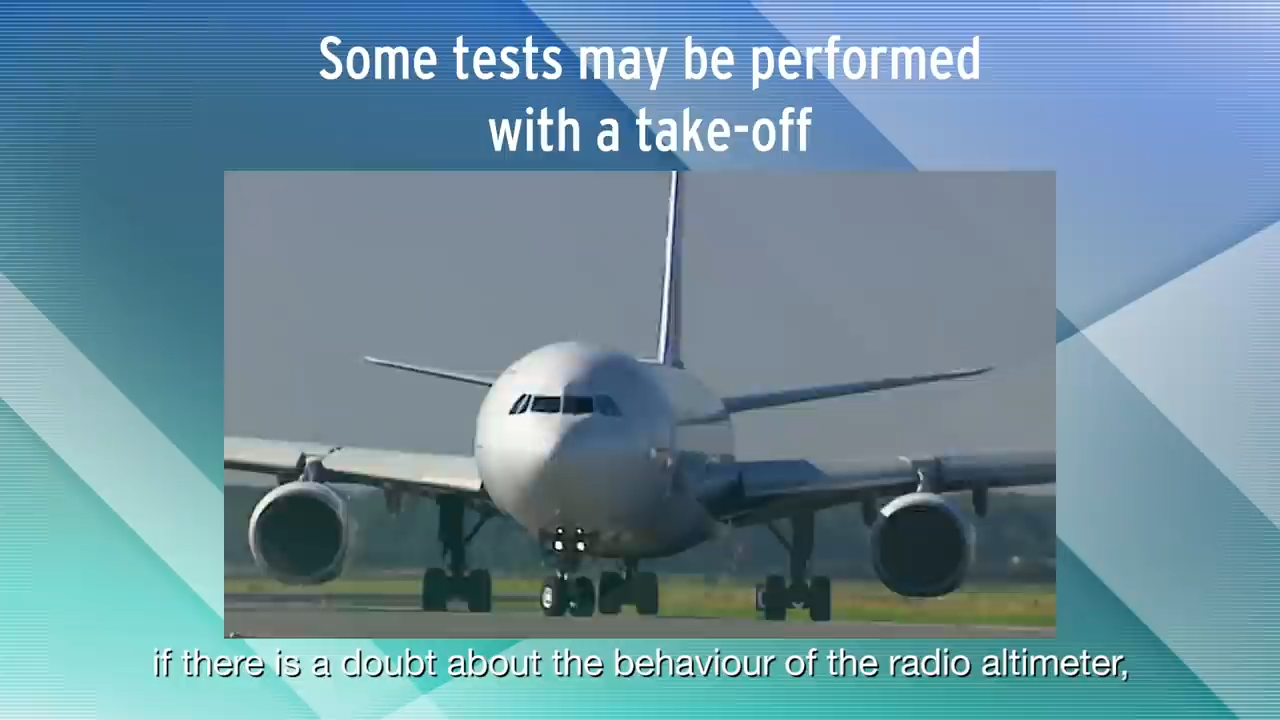 Some tests may be performed
with a take-off
if there is a doubt about the behaviour of the radio altimeter,